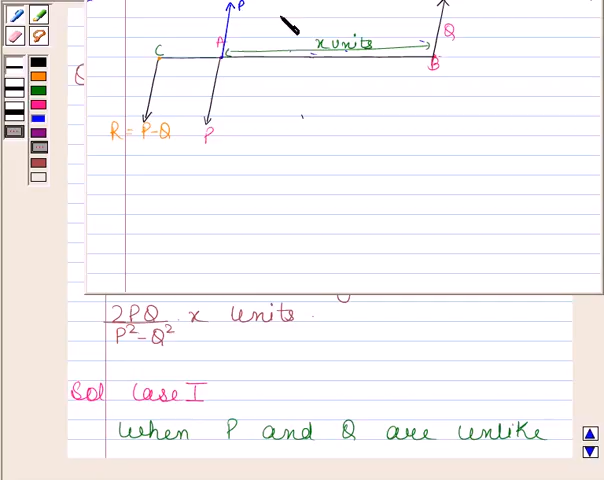 P
Q
x units
C
A
B
R = P-Q
P
2PQ / P² - Q² . x units .
Sol Case I
When P and Q are unlike